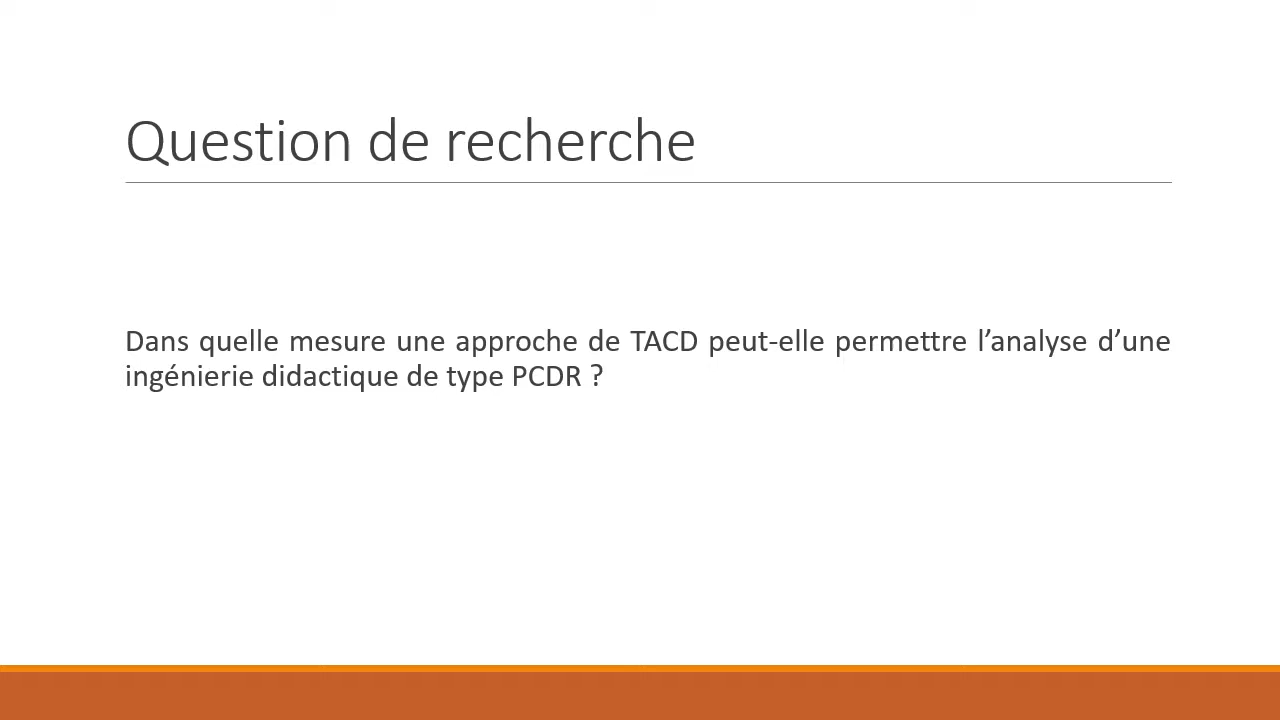 Question de recherche
Dans quelle mesure une approche de TACD peut-elle permettre l’analyse d’une
ingénierie didactique de type PCDR ?